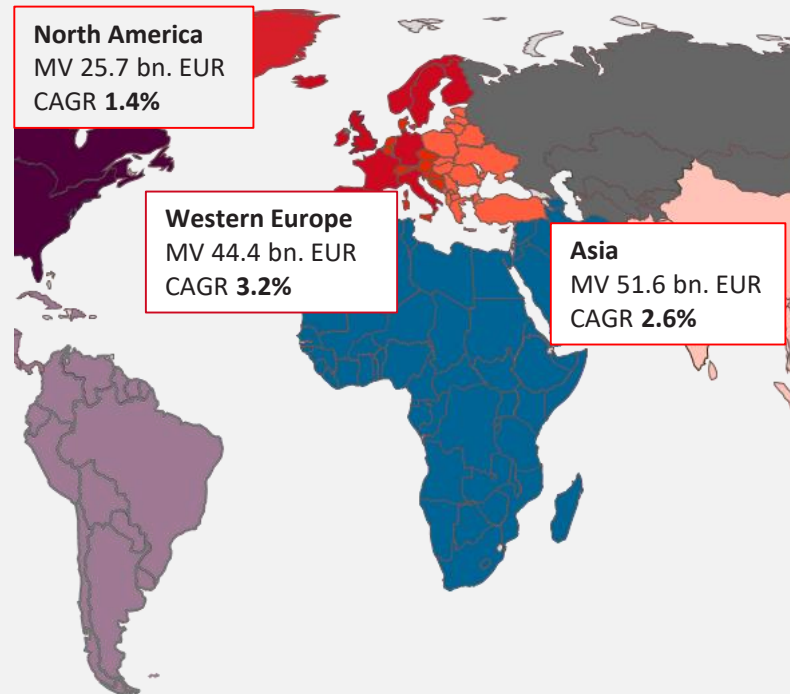 North America
MV 25.7 bn. EUR
CAGR 1.4%
Western Europe
MV 44.4 bn. EUR
CAGR 3.2%
Asia
MV 51.6 bn. EUR
CAGR 2.6%